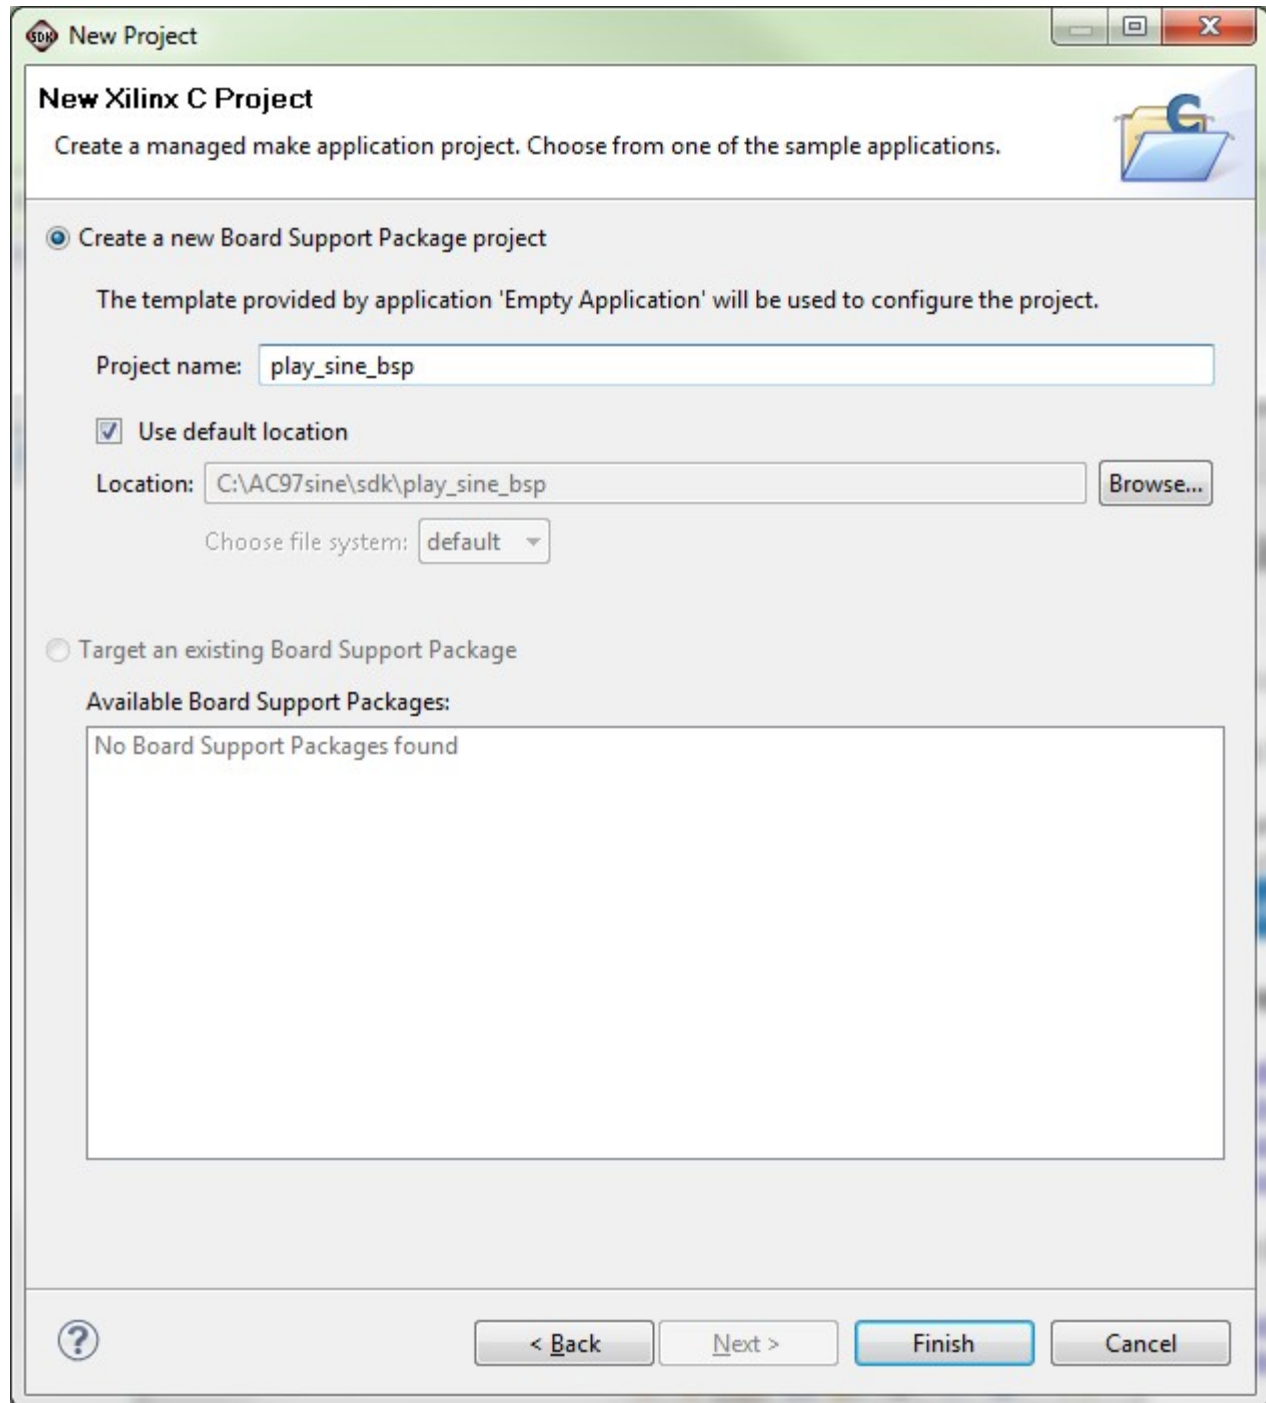 SDK New Project
New Xilinx C Project
Create a managed make application project. Choose from one of the sample applications.
C
Create a new Board Support Package project
The template provided by application 'Empty Application' will be used to configure the project.
Project name: play_sine_bsp
Use default location
Location: C:\AC97sine\sdk\play_sine_bsp Browse...
Choose file system: default
Target an existing Board Support Package
Available Board Support Packages:
No Board Support Packages found
? < Back Next > Finish Cancel